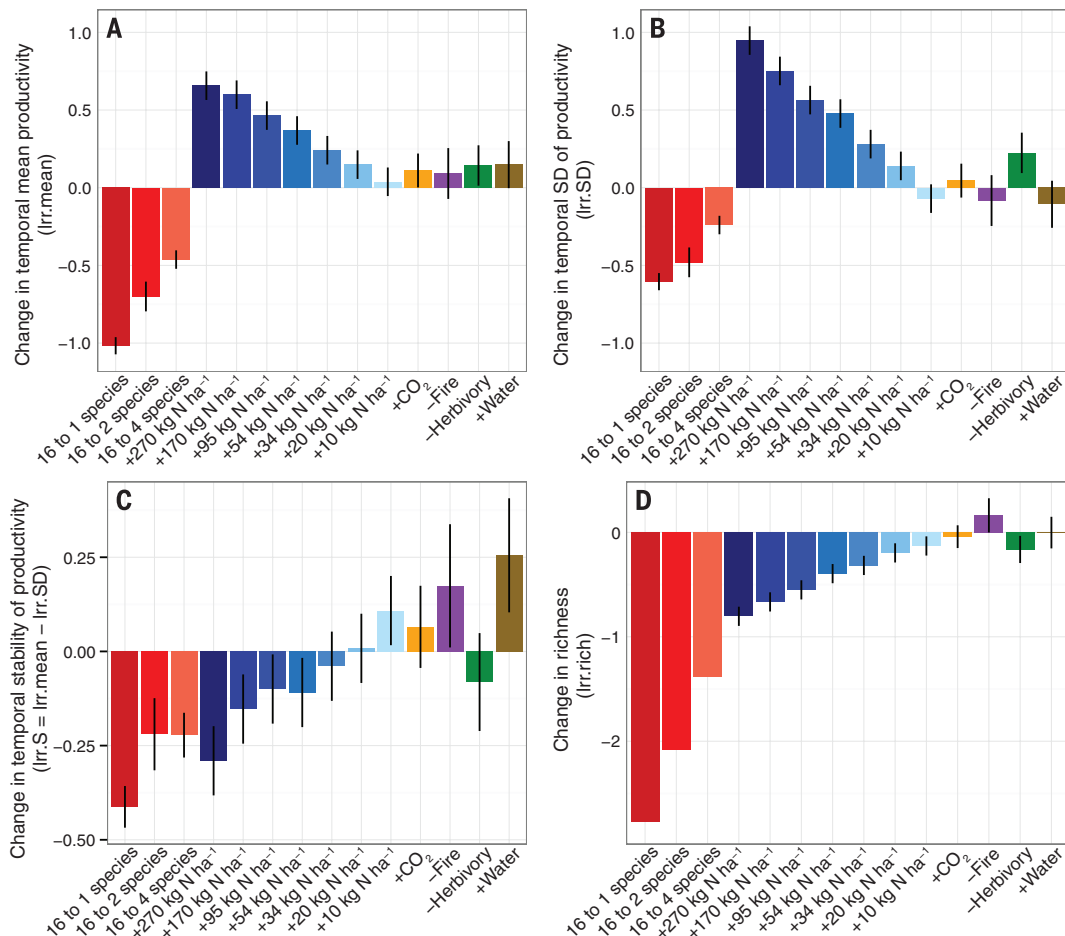 A
Change in temporal mean productivity
(lrr.mean)
1.0
0.5
0.0
−0.5
−1.0
16 to 1 species
16 to 2 species
16 to 4 species
+270 kg N ha⁻¹
+170 kg N ha⁻¹
+95 kg N ha⁻¹
+54 kg N ha⁻¹
+34 kg N ha⁻¹
+20 kg N ha⁻¹
+10 kg N ha⁻¹
+CO₂
−Fire
−Herbivory
+Water
B
Change in temporal SD of productivity
(lrr.SD)
1.0
0.5
0.0
−0.5
−1.0
16 to 1 species
16 to 2 species
16 to 4 species
+270 kg N ha⁻¹
+170 kg N ha⁻¹
+95 kg N ha⁻¹
+54 kg N ha⁻¹
+34 kg N ha⁻¹
+20 kg N ha⁻¹
+10 kg N ha⁻¹
+CO₂
−Fire
−Herbivory
+Water
C
Change in temporal stability of productivity
(lrr.S = lrr.mean − lrr.SD)
0.25
0.00
−0.25
−0.50
16 to 1 species
16 to 2 species
16 to 4 species
+270 kg N ha⁻¹
+170 kg N ha⁻¹
+95 kg N ha⁻¹
+54 kg N ha⁻¹
+34 kg N ha⁻¹
+20 kg N ha⁻¹
+10 kg N ha⁻¹
+CO₂
−Fire
−Herbivory
+Water
D
Change in richness
(lrr.rich)
0
−1
−2
16 to 1 species
16 to 2 species
16 to 4 species
+270 kg N ha⁻¹
+170 kg N ha⁻¹
+95 kg N ha⁻¹
+54 kg N ha⁻¹
+34 kg N ha⁻¹
+20 kg N ha⁻¹
+10 kg N ha⁻¹
+CO₂
−Fire
−Herbivory
+Water